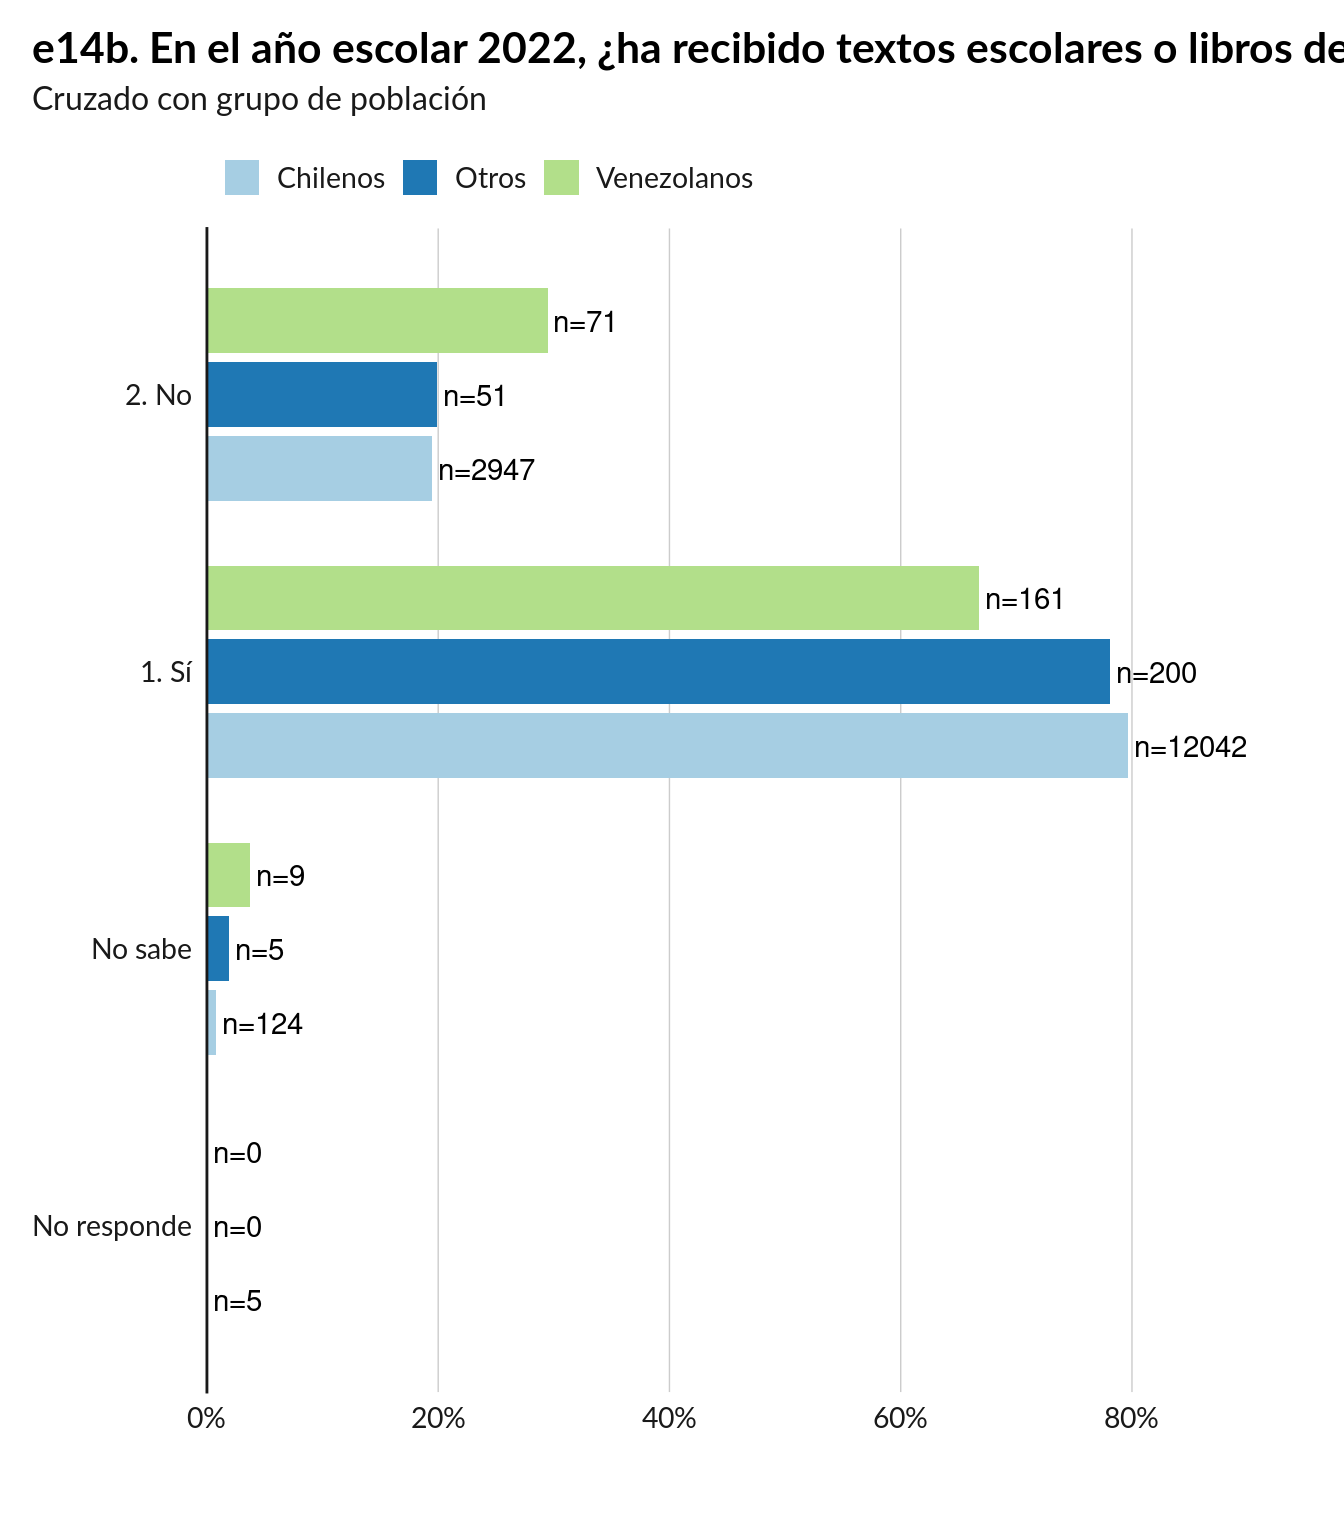 e14b. En el año escolar 2022, ¿ha recibido textos escolares o libros de
Cruzado con grupo de población
Chilenos Otros Venezolanos
n=71
2. No n=51
n=2947
n=161
1. Sí n=200
n=12042
n=9
No sabe n=5
n=124
n=0
No responde n=0
n=5
0% 20% 40% 60% 80%